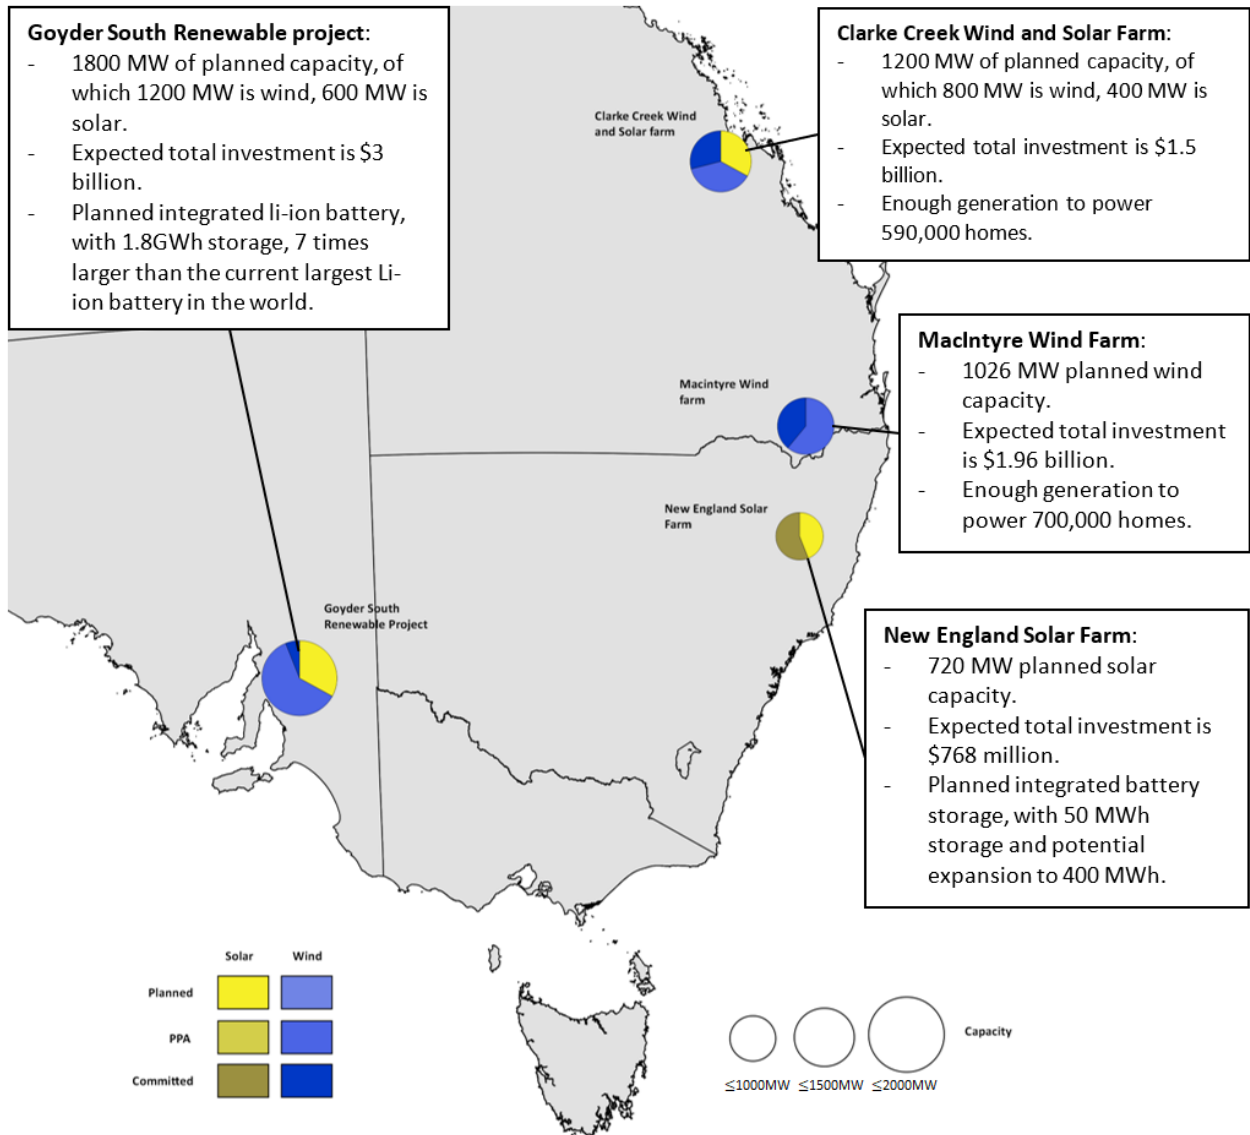 Goyder South Renewable project:
- 1800 MW of planned capacity, of
which 1200 MW is wind, 600 MW is
solar.
- Expected total investment is $3
billion.
- Planned integrated li-ion battery,
with 1.8GWh storage, 7 times
larger than the current largest Li-
ion battery in the world.
Clarke Creek Wind and Solar Farm:
- 1200 MW of planned capacity, of
which 800 MW is wind, 400 MW is
solar.
- Expected total investment is $1.5
billion.
- Enough generation to power
590,000 homes.
Clarke Creek Wind
and Solar farm
MacIntyre Wind Farm:
- 1026 MW planned wind
capacity.
- Expected total investment
is $1.96 billion.
- Enough generation to
power 700,000 homes.
Macintyre Wind
farm
New England Solar
Farm
Goyder South
Renewable Project
New England Solar Farm:
- 720 MW planned solar
capacity.
- Expected total investment is
$768 million.
- Planned integrated battery
storage, with 50 MWh
storage and potential
expansion to 400 MWh.
Solar Wind
Planned
PPA
Committed
Capacity
≤1000MW ≤1500MW ≤2000MW